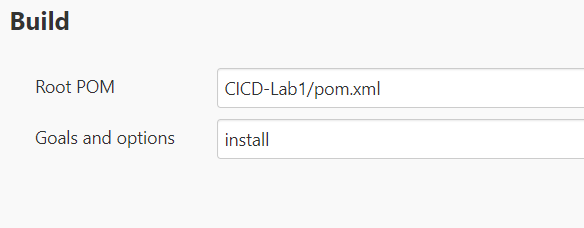 Build
Root POM
CICD-Lab1/pom.xml
Goals and options
install